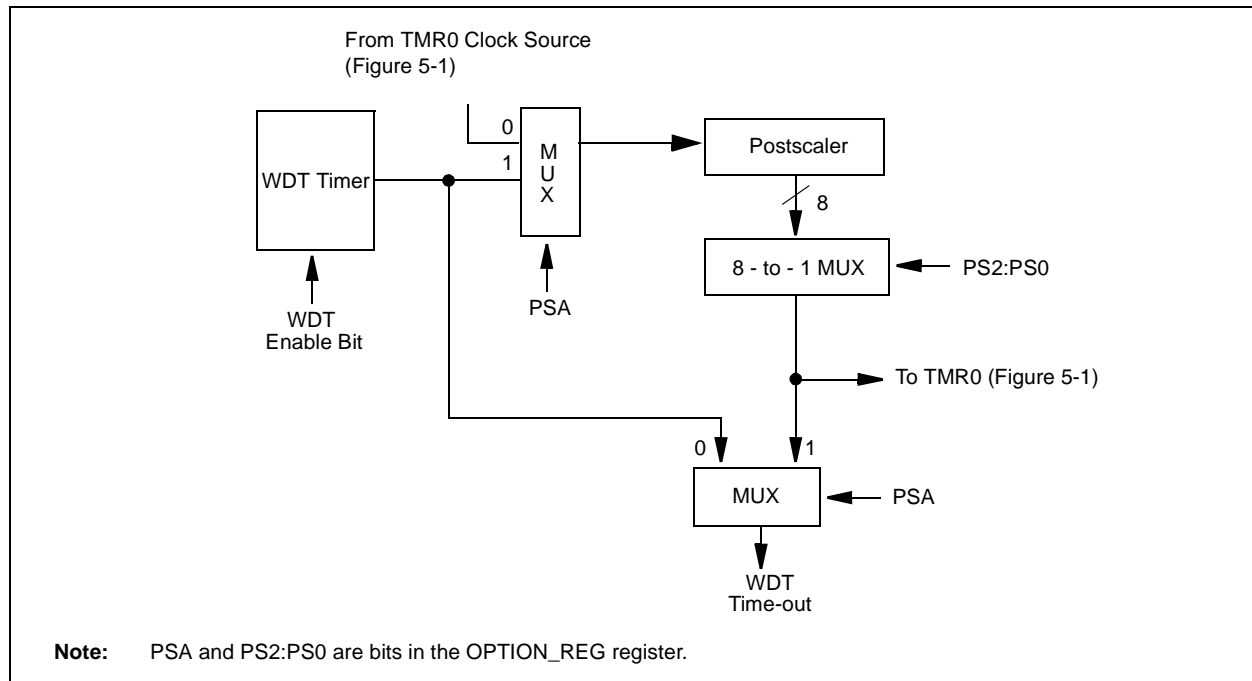 From TMR0 Clock Source
(Figure 5-1)
0
1
M
U
X
Postscaler
WDT Timer
8
8 - to - 1 MUX
PS2:PS0
PSA
WDT
Enable Bit
To TMR0 (Figure 5-1)
0
1
MUX
PSA
WDT
Time-out
Note: PSA and PS2:PS0 are bits in the OPTION_REG register.